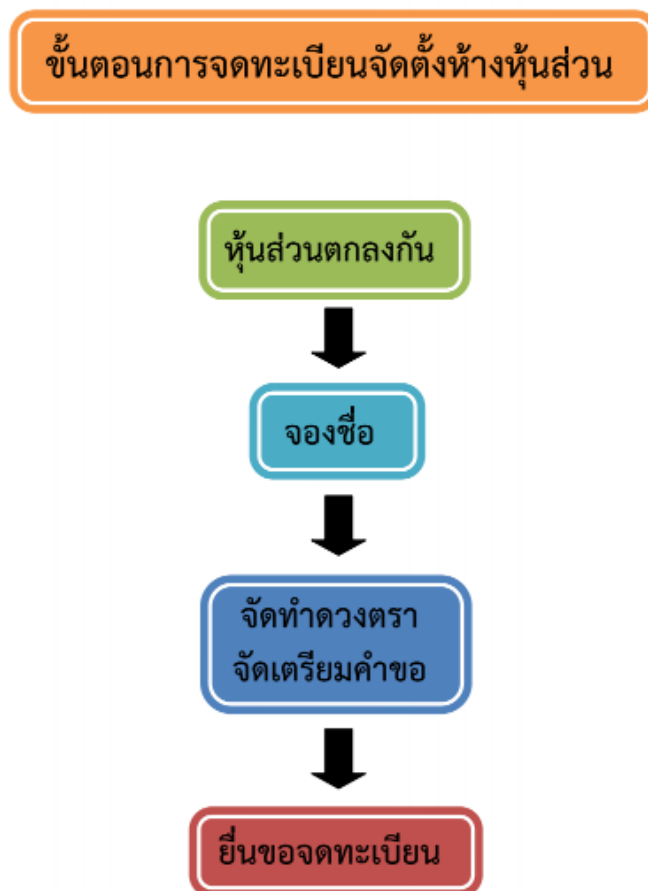 ขั้นตอนการจดทะเบียนจัดตั้งห้างหุ้นส่วน
หุ้นส่วนตกลงกัน
จองชื่อ
จัดทำดวงตรา
จัดเตรียมคำขอ
ยื่นขอจดทะเบียน